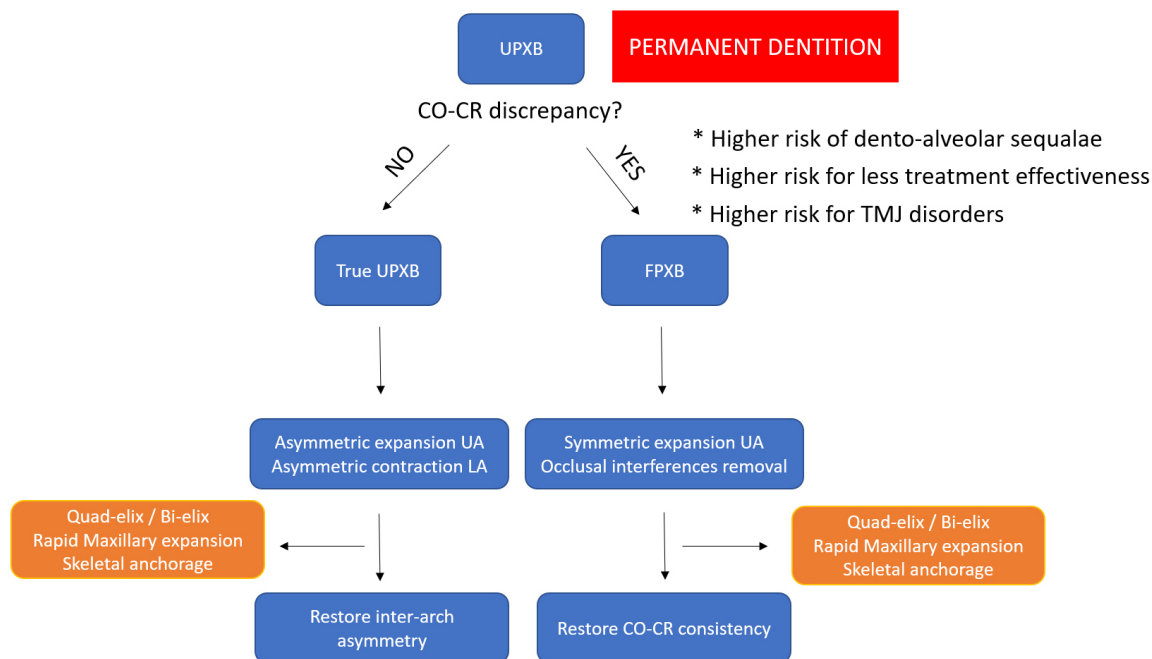 UPXB
PERMANENT DENTITION
CO-CR discrepancy?
NO
YES
* Higher risk of dento-alveolar sequalae
* Higher risk for less treatment effectiveness
* Higher risk for TMJ disorders
True UPXB
FPXB
Asymmetric expansion UA
Asymmetric contraction LA
Symmetric expansion UA
Occlusal interferences removal
Quad-elix / Bi-elix
Rapid Maxillary expansion
Skeletal anchorage
Quad-elix / Bi-elix
Rapid Maxillary expansion
Skeletal anchorage
Restore inter-arch
asymmetry
Restore CO-CR consistency